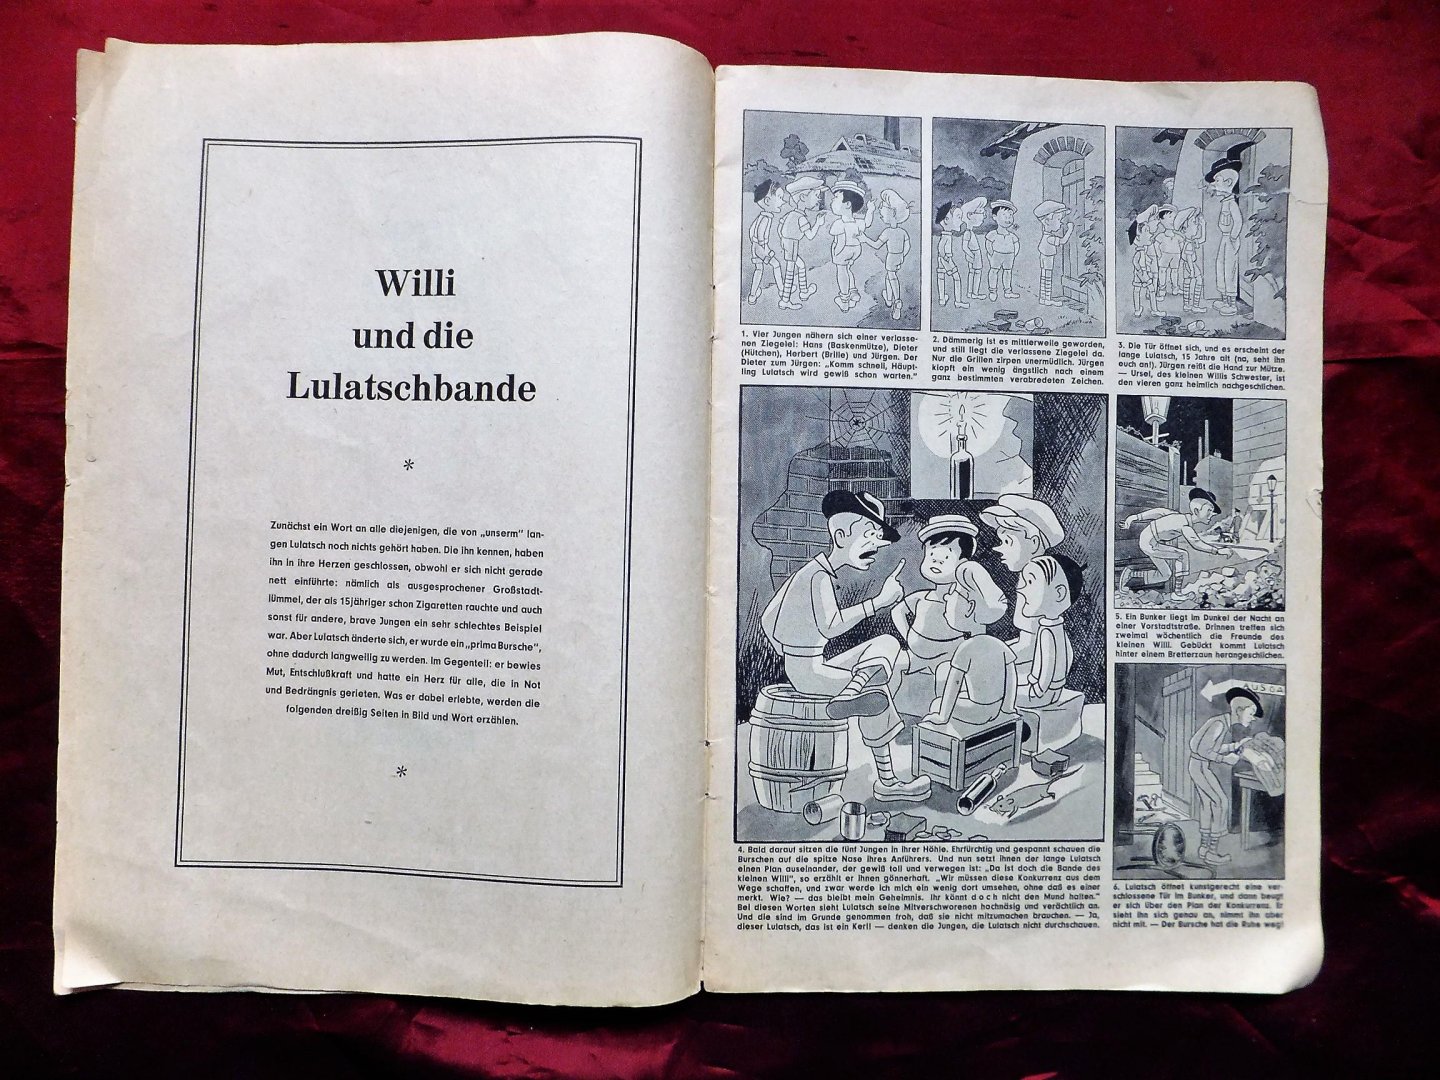 Willi
und die
Lulatschbande
*
Zunächst ein Wort an alle diejenigen, die von „unserm“ lan-
gen Lulatsch noch nichts gehört haben. Die ihn kennen, haben
ihn in ihre Herzen geschlossen, obwohl er sich nicht gerade
nett einführte: nämlich als ausgesprochener Großstadt-
lümmel, der als 15jähriger schon Zigaretten rauchte und auch
sonst für andere, brave Jungen ein sehr schlechtes Beispiel
war. Aber Lulatsch änderte sich, er wurde ein „prima Bursche“,
ohne dadurch langweilig zu werden. Im Gegenteil: er bewies
Mut, Entschlußkraft und hatte ein Herz für alle, die in Not
und Bedrängnis gerieten. Was er dabei erlebte, werden die
folgenden dreißig Seiten in Bild und Wort erzählen.
*
1. Vier Jungen nähern sich einer verlasse-
nen Ziegelei: Hans (Baskenmütze), Dieter
(Hütchen), Herbert (Brille) und Jürgen. Der
Dieter zum Jürgen: „Komm schnell, Häupt-
ling Lulatsch wird gewiß schon warten.“
2. Dämmerig ist es mittlerweile geworden,
und still liegt die verlassene Ziegelei da.
Nur die Grillen zirpen unermüdlich. Jürgen
klopft ein wenig ängstlich nach einem
ganz bestimmten verabredeten Zeichen.
3. Die Tür öffnet sich, und es erscheint der
lange Lulatsch, 15 Jahre alt (na, seht ihn
euch an!). Jürgen reißt die Hand zur Mütze.
— Ursel, des kleinen Willis Schwester, ist
den vieren ganz heimlich nachgeschlichen.
4. Bald darauf sitzen die fünf Jungen in ihrer Höhle. Ehrfürchtig und gespannt schauen die
Burschen auf die spitze Nase ihres Anführers. Und nun setzt ihnen der lange Lulatsch
einen Plan auseinander, der gewiß toll und verwegen ist: „Da ist doch die Bande des
kleinen Willi“, so erzählt er ihnen gönnerhaft. „Wir müssen diese Konkurrenz aus dem
Wege schaffen, und zwar werde ich mich ein wenig dort umsehen, ohne daß es einer
merkt. Wie? — das bleibt mein Geheimnis. Ihr könnt doch nicht den Mund halten.“
Bei diesen Worten sieht Lulatsch seine Mitverschworenen hochnäsig und verächtlich an.
Und die sind im Grunde genommen froh, daß sie nicht mitzumachen brauchen. — Ja,
dieser Lulatsch, das ist ein Kerl! — denken die Jungen, die Lulatsch nicht durchschauen.
5. Ein Bunker liegt im Dunkel der Nacht an
einer Vorstadtstraße. Drinnen treffen sich
zweimal wöchentlich die Freunde des
kleinen Willi. Gebückt kommt Lulatsch
hinter einem Bretterzaun herangeschlichen.
AUSGA
6. Lulatsch öffnet kunstgerecht eine ver-
schlossene Tür im Bunker, und dann beugt
er sich über den Plan der Konkurrenz. Er
sieht ihn sich genau an, nimmt ihn aber
nicht mit. — Der Bursche hat die Ruhe weg!